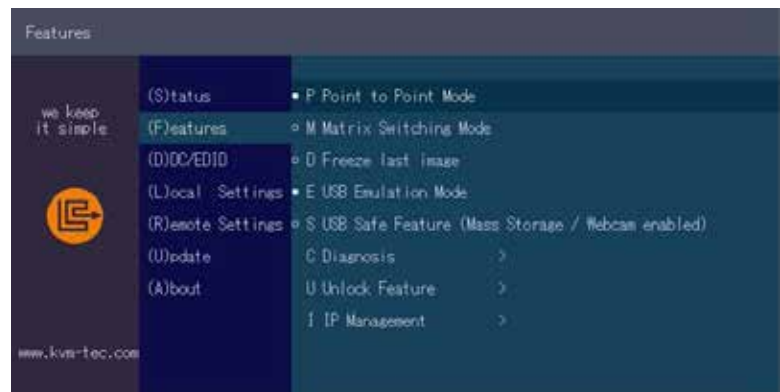 Features
we keep
it simple
www.kvm-tec.com
(S)tatus
(F)eatures
(D)DC/EDID
(L)ocal Settings
(R)emote Settings
(U)pdate
(A)bout
P Point to Point Mode
M Matrix Switching Mode
D Freeze last image
E USB Emulation Mode
S USB Safe Feature (Mass Storage / Webcam enabled)
C Diagnosis >
U Unlock Feature >
I IP Management >